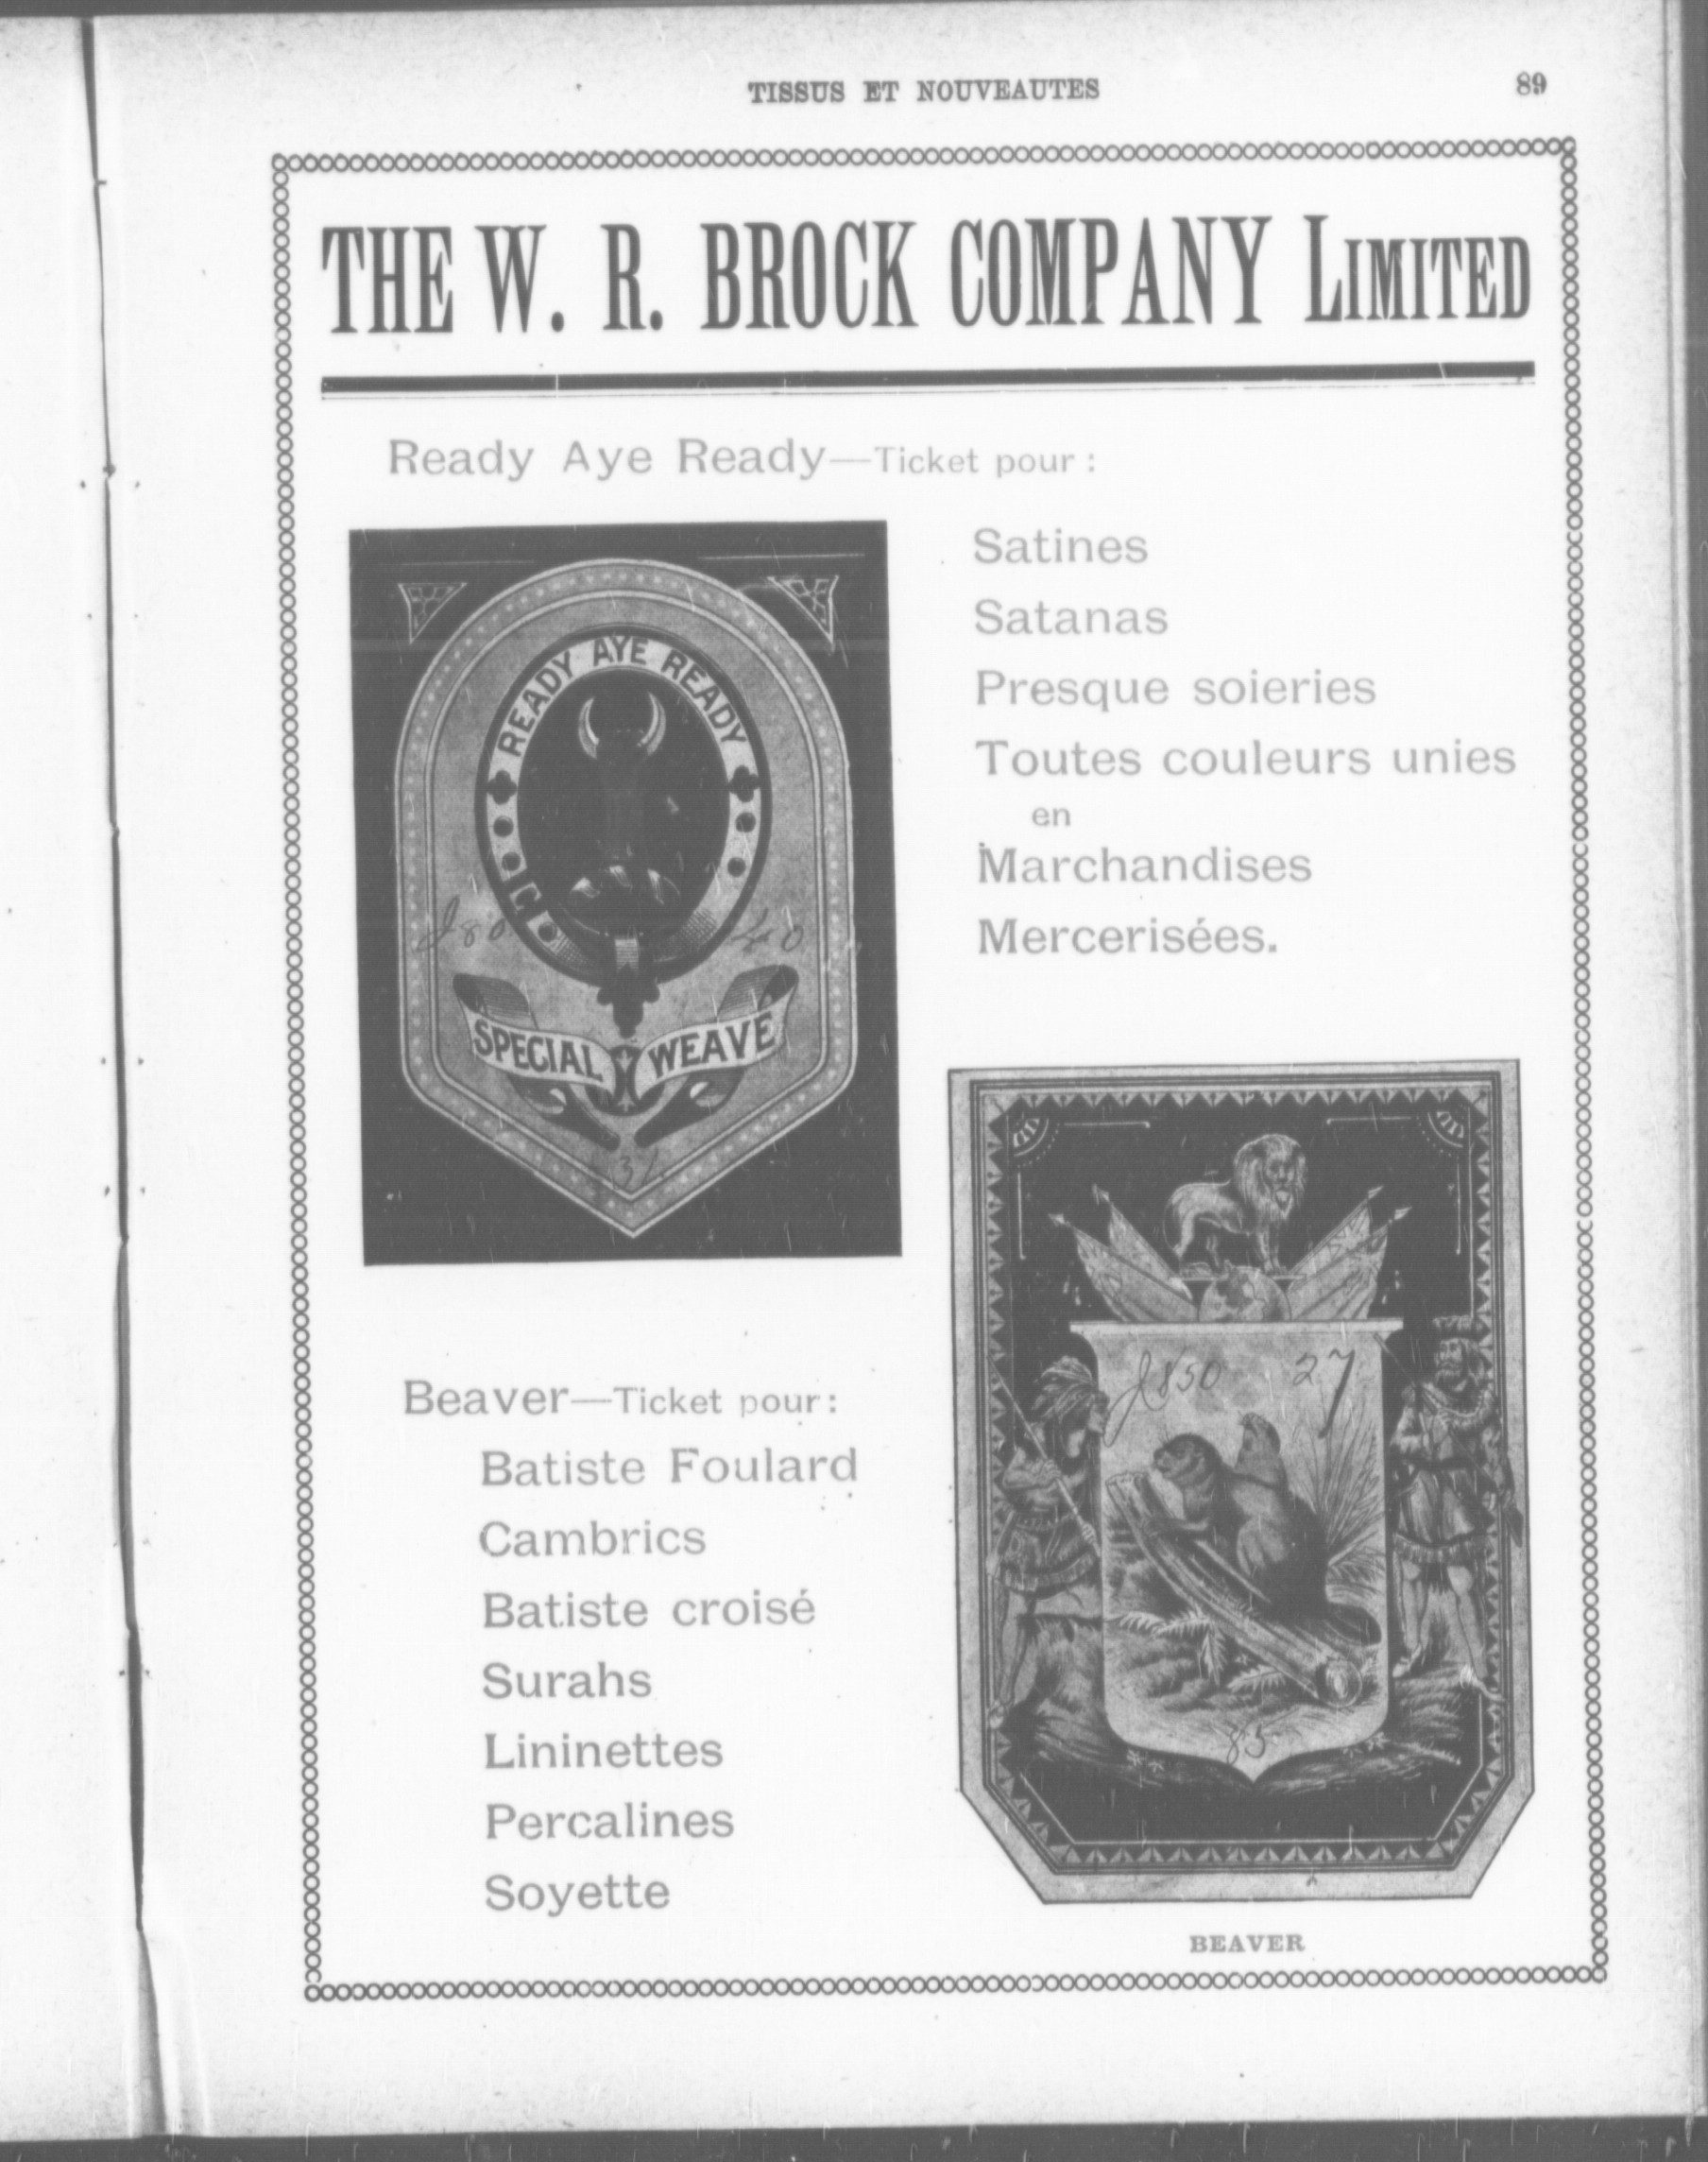 TISSUS ET NOUVEAUTES 89
THE W. R. BROCK COMPANY LIMITED
Ready Aye Ready—Ticket pour :
READY AYE READY
SPECIAL WEAVE
Satines
Satanas
Presque soieries
Toutes couleurs unies
en
Marchandises
Mercerisées.
Beaver—Ticket pour:
Batiste Foulard
Cambrics
Batiste croisé
Surahs
Lininettes
Percalines
Soyette
27
85
BEAVER